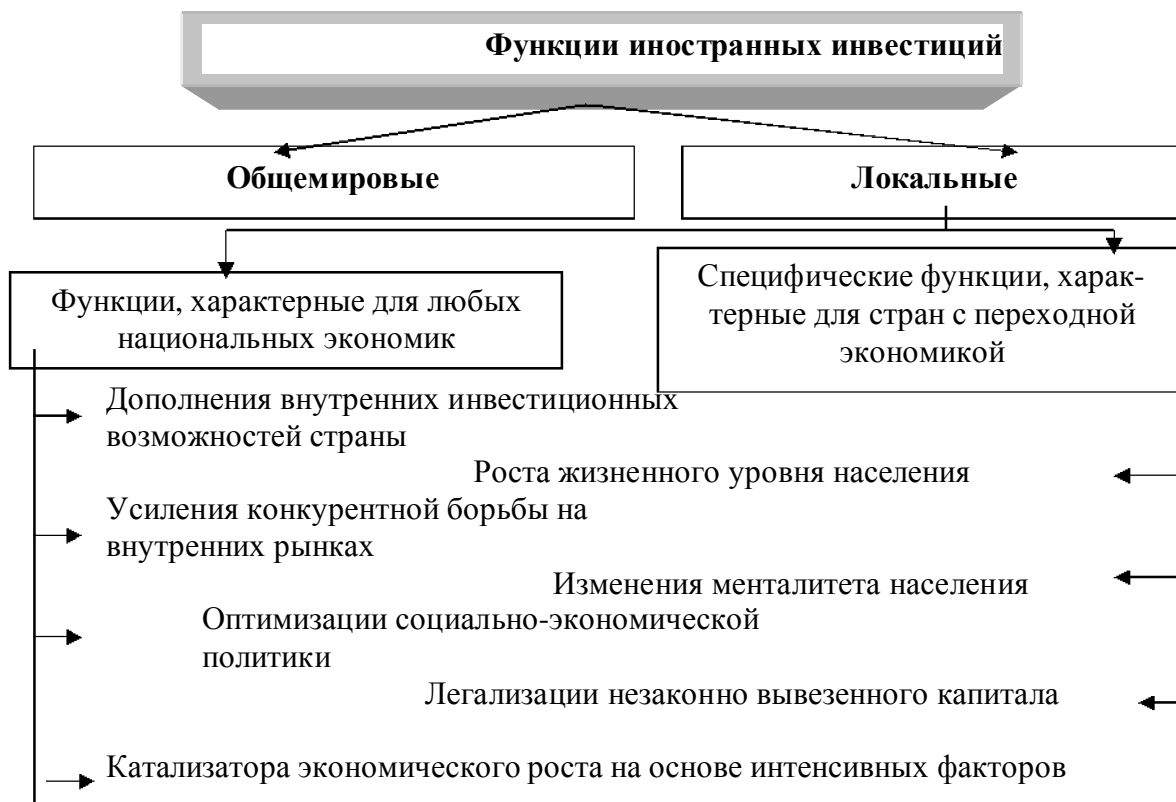 Функции иностранных инвестиций
Общемировые
Локальные
Функции, характерные для любых
национальных экономик
Специфические функции, харак-
терные для стран с переходной
экономикой
Дополнения внутренних инвестиционных
возможностей страны
Роста жизненного уровня населения
Усиления конкурентной борьбы на
внутренних рынках
Изменения менталитета населения
Оптимизации социально-экономической
политики
Легализации незаконно вывезенного капитала
Катализатора экономического роста на основе интенсивных факторов